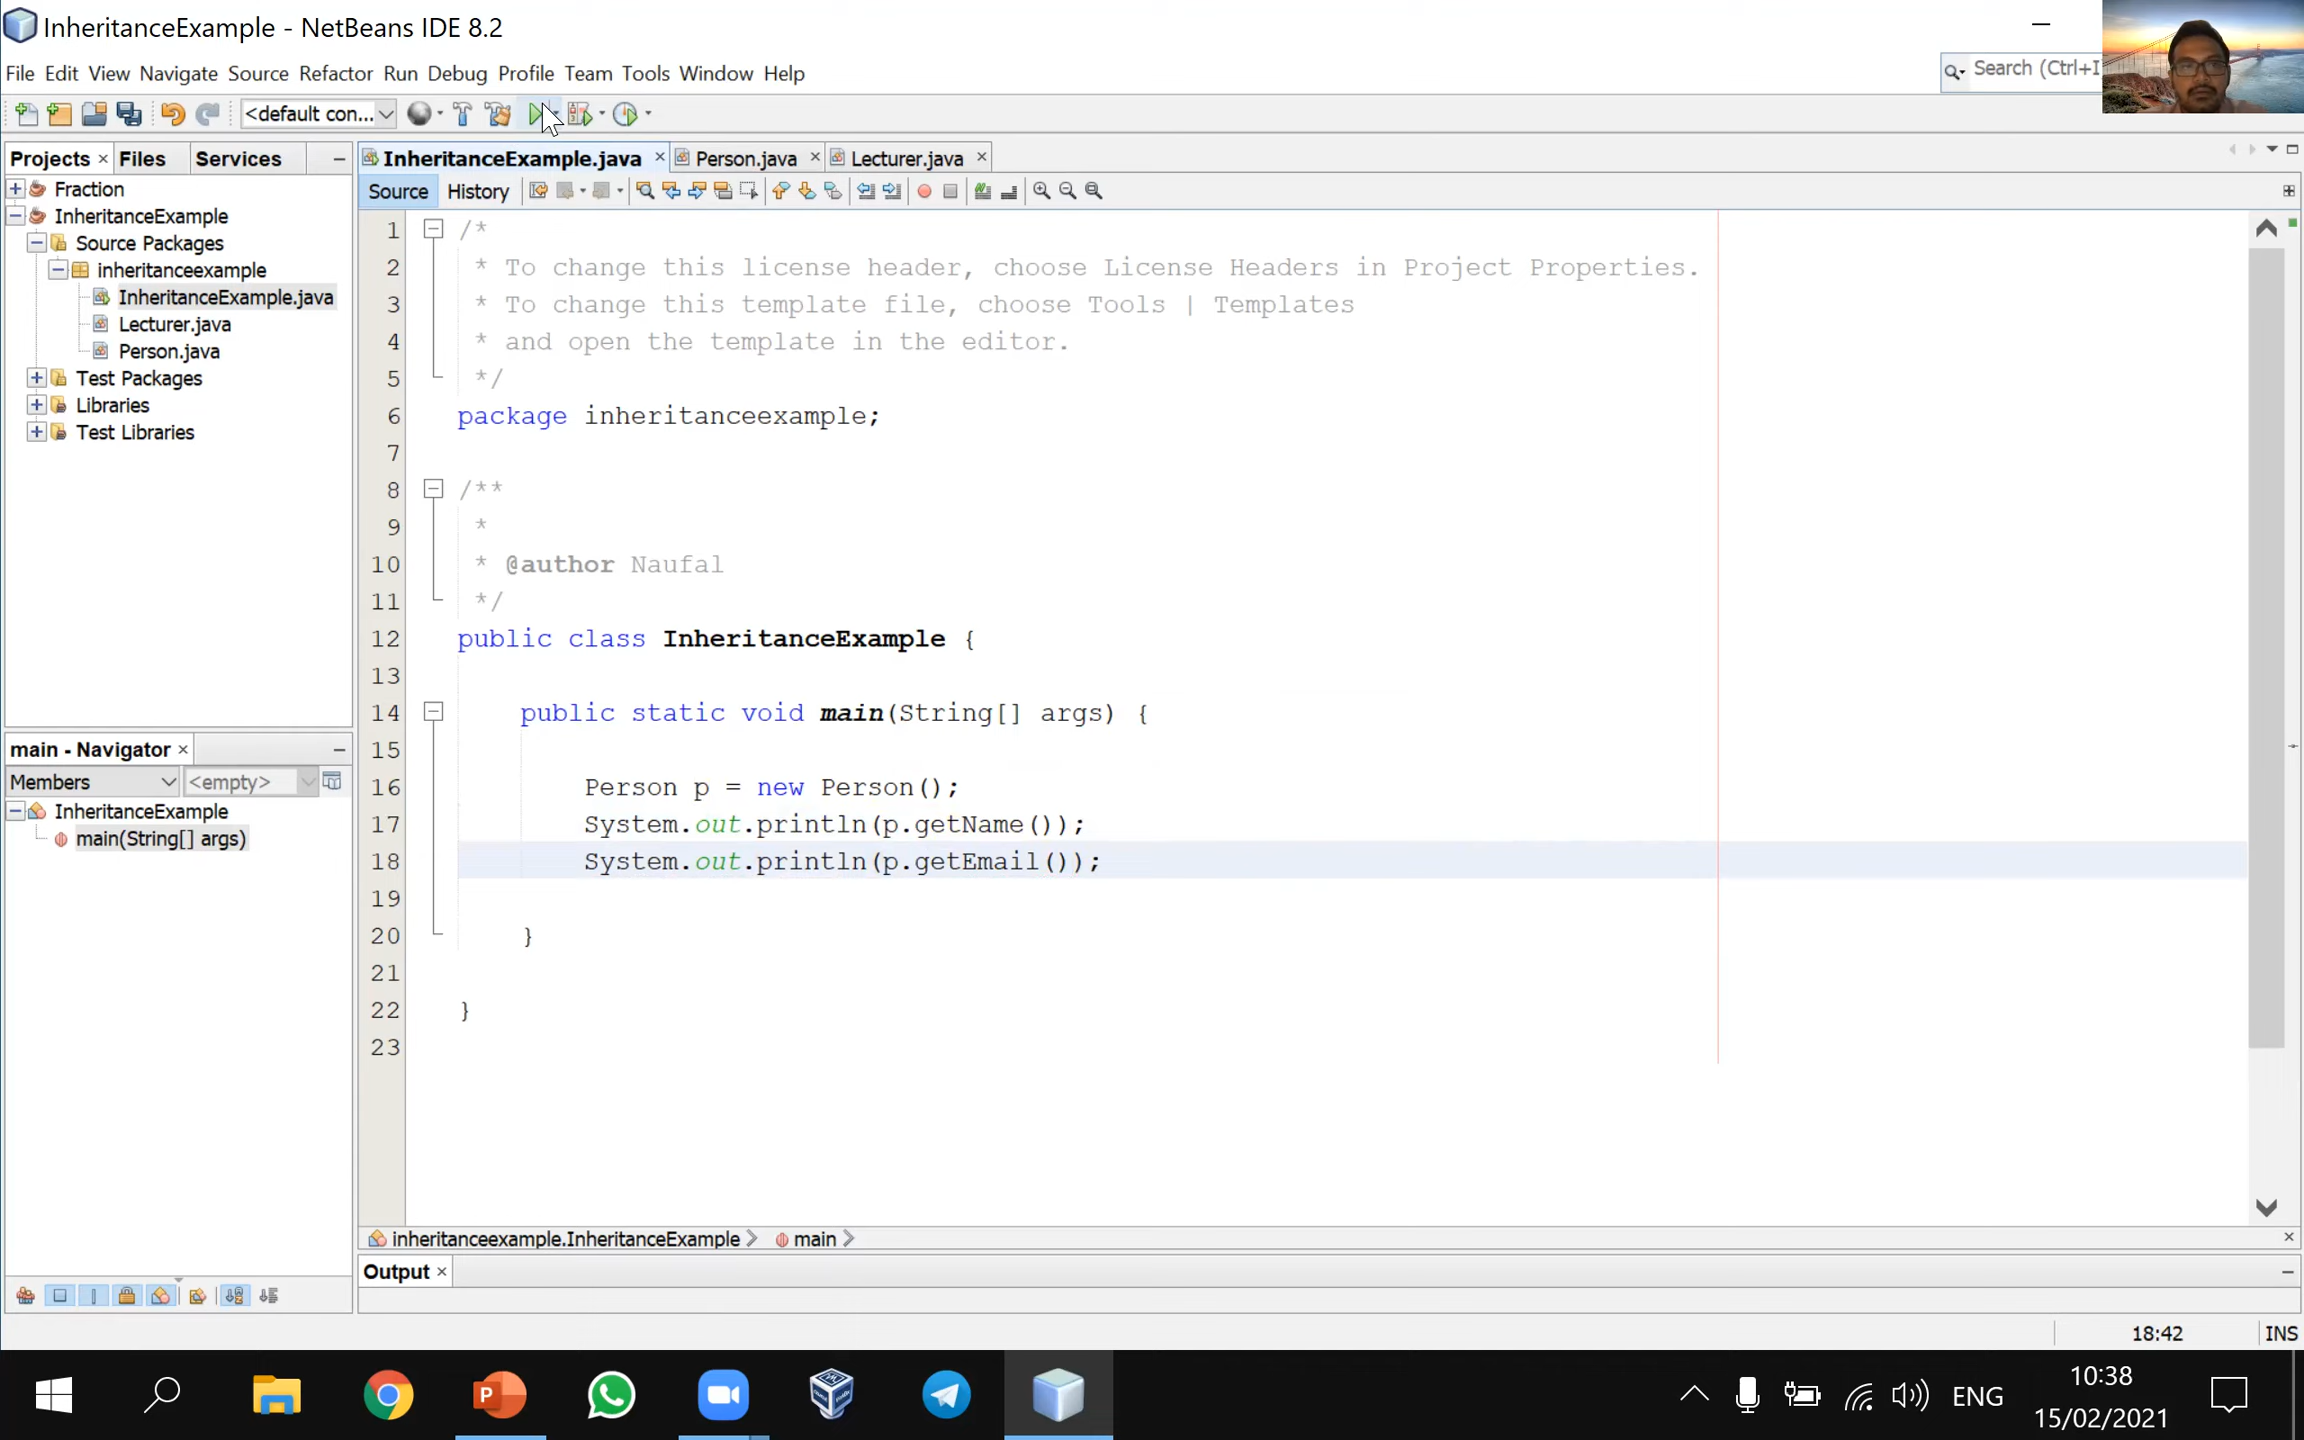 InheritanceExample - NetBeans IDE 8.2
File Edit View Navigate Source Refactor Run Debug Profile Team Tools Window Help
Search (Ctrl+I
<default con...
Projects Files Services
Fraction
InheritanceExample
Source Packages
inheritanceexample
InheritanceExample.java
Lecturer.java
Person.java
Test Packages
Libraries
Test Libraries
main - Navigator
Members <empty>
InheritanceExample
main(String[] args)
InheritanceExample.java Person.java Lecturer.java
Source History
1 /*
2 * To change this license header, choose License Headers in Project Properties.
3 * To change this template file, choose Tools | Templates
4 * and open the template in the editor.
5 */
6 package inheritanceexample;
7
8 /**
9 *
10 * @author Naufal
11 */
12 public class InheritanceExample {
13
14 public static void main(String[] args) {
15
16 Person p = new Person();
17 System.out.println(p.getName());
18 System.out.println(p.getEmail());
19
20 }
21
22 }
23
inheritanceexample.InheritanceExample main
Output
18:42 INS
ENG
10:38
15/02/2021